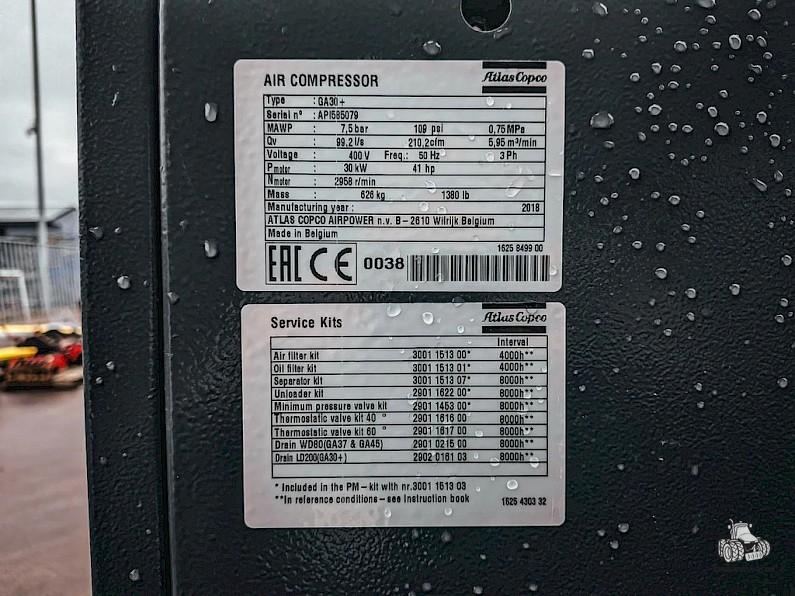 AIR COMPRESSOR
Atlas Copco
Type : GA30+
Serial n° : API585079
MAWP : 7,5 bar 109 psi 0,75 MPa
Qv : 99,2 l/s 210,2 c/m 5,95 m³/min
Voltage : 400 V Freq.: 50 Hz 3 Ph
Pmotor : 30 kW 41 hp
Nmotor : 2958 r/min
Mass : 626 kg 1380 lb
Manufacturing year : 2018
ATLAS COPCO AIRPOWER n.v. B-2610 Wilrijk Belgium
Made in Belgium
1625 8499 00
EAC CE 0038
Service Kits
Atlas Copco
Interval
Air filter kit 3001 1513 00* 4000h**
Oil filter kit 3001 1513 01* 4000h**
Separator kit 3001 1513 07* 8000h**
Unloader kit 2901 1622 00* 8000h**
Minimum pressure valve kit 2901 1453 00* 8000h**
Thermostatic valve kit 40 ° 2901 1616 00 8000h**
Thermostatic valve kit 60 ° 2901 1617 00 8000h**
Drain WD80(GA37 & GA45) 2901 0215 00 8000h**
Drain LD200(GA30+) 2902 0161 03 8000h**
* Included in the PM-kit with nr.3001 1513 03
**In reference conditions-see instruction book
1625 4303 32